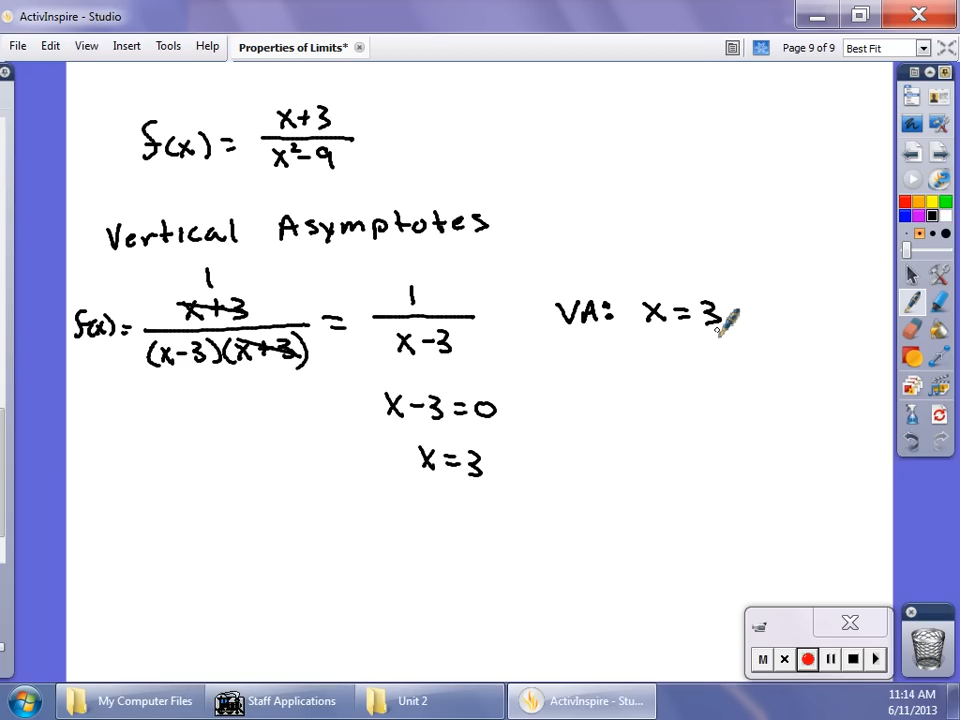 ActivInspire - Studio
File Edit View Insert Tools Help Properties of Limits* Page 9 of 9 Best Fit
f(x) = x+3 / x²-9
Vertical Asymptotes
1
f(x) = x+3 / (x-3)(x+3) = 1 / x-3
VA: x = 3
x-3=0
x=3
M
My Computer Files Staff Applications Unit 2 ActivInspire - Stu...
11:14 AM
6/11/2013